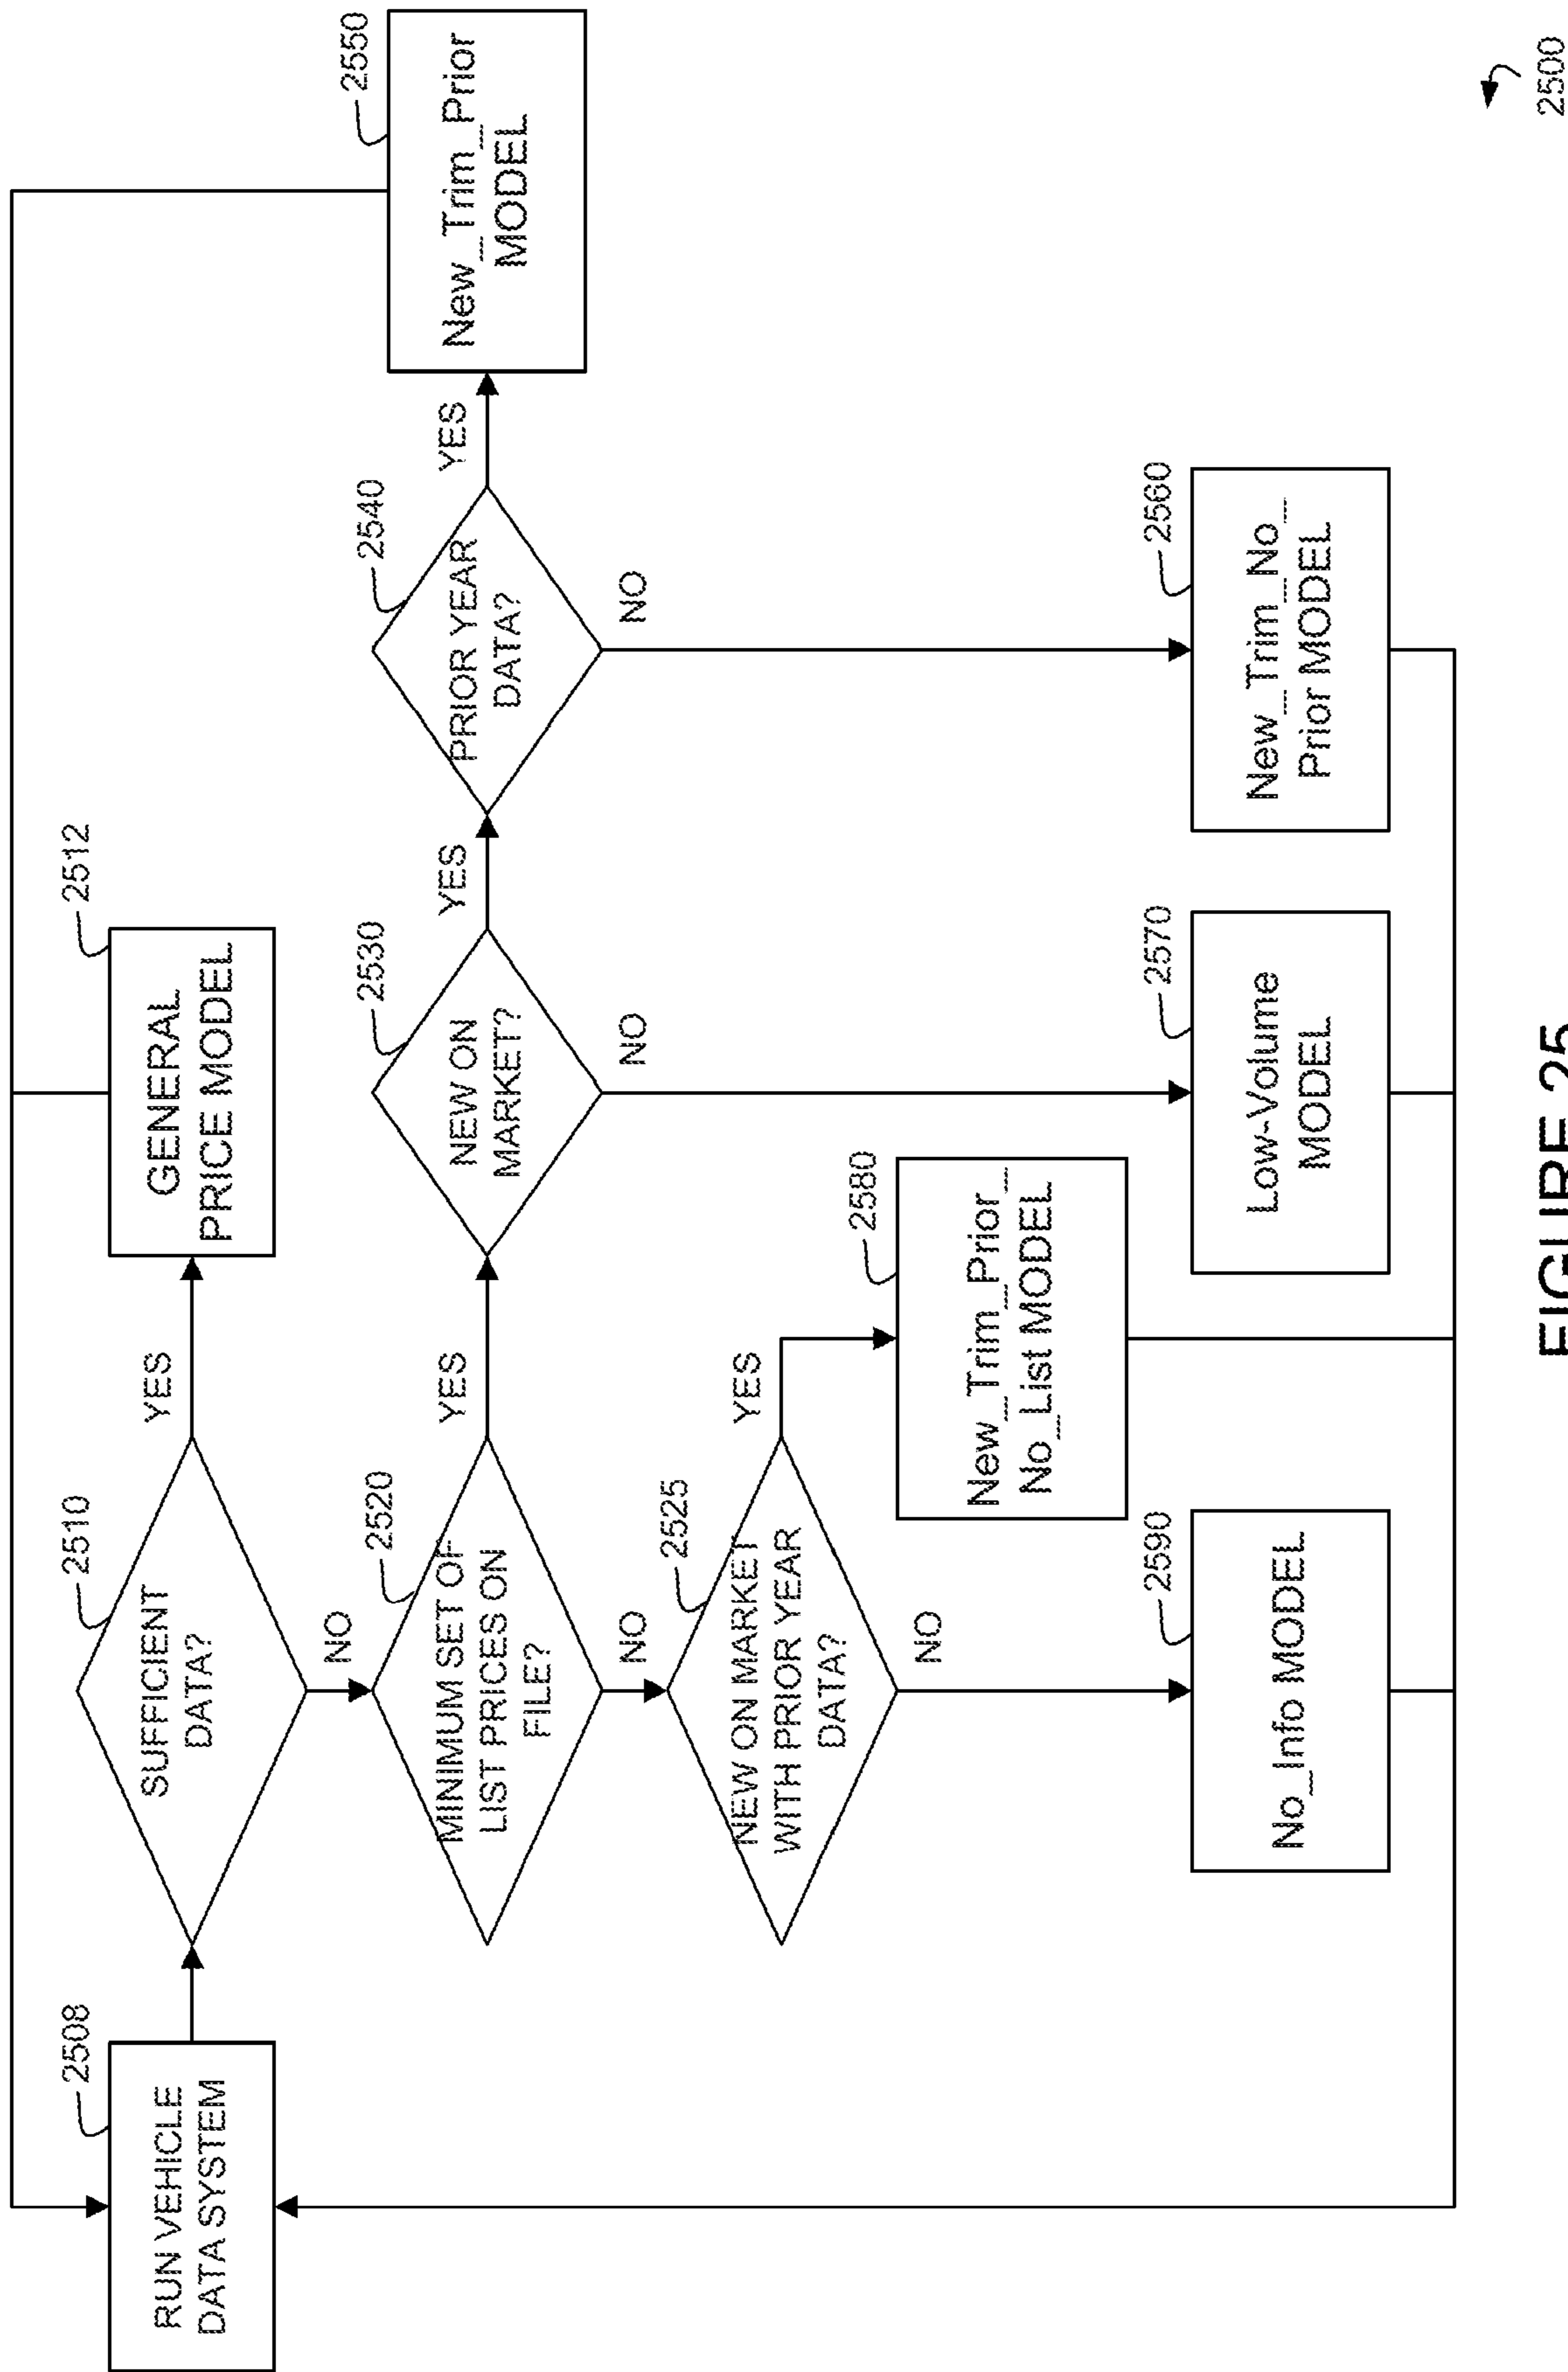 2508
RUN VEHICLE
DATA SYSTEM
2510
SUFFICIENT
DATA?
YES
NO
2512
GENERAL
PRICE MODEL
2520
MINIMUM SET OF
LIST PRICES ON
FILE?
YES
NO
2530
NEW ON
MARKET?
YES
NO
2540
PRIOR YEAR
DATA?
YES
NO
2550
New_Trim_Prior
MODEL
2525
NEW ON MARKET
WITH PRIOR YEAR
DATA?
YES
NO
2580
New_Trim_Prior_
No_List MODEL
2590
No_Info MODEL
2570
Low-Volume
MODEL
2560
New_Trim_No_
Prior MODEL
2500
FIGURE 25